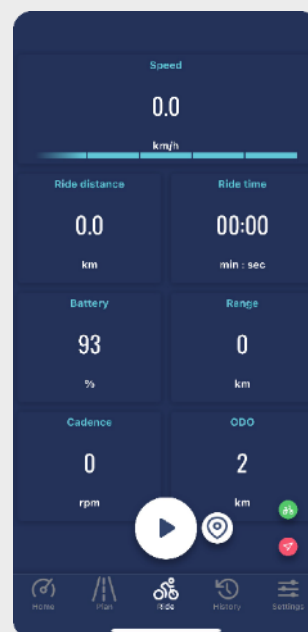 Speed
0.0
km/h
Ride distance
Ride time
0.0
00:00
km
min : sec
Battery
Range
93
0
%
km
Cadence
ODO
0
2
rpm
km
Home
Plan
Ride
History
Settings